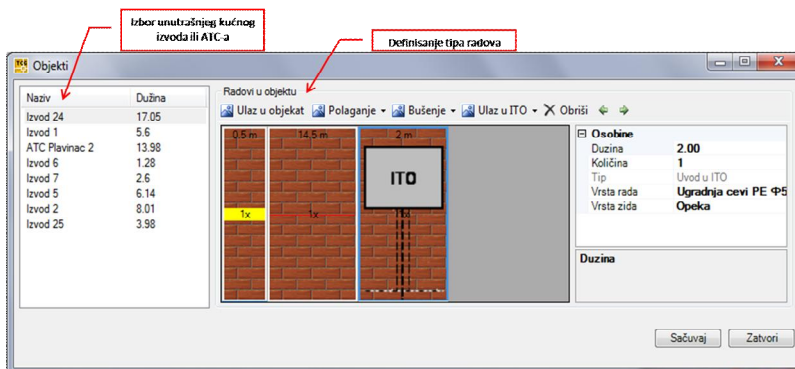 Izbor unutrašnjeg kućnog
izvoda ili ATC-a
Definisanje tipa radova
Objekti
Naziv Dužina
Izvod 24 17.05
Izvod 1 5.6
ATC Plavinac 2 13.98
Izvod 6 1.28
Izvod 7 2.6
Izvod 5 6.14
Izvod 2 8.01
Izvod 25 3.98
Radovi u objektu
Ulaz u objekat Polaganje Bušenje Ulaz u ITO Obriši
0.5 m 14.5 m 2 m
ITO
1x 1x
Osobine
Duzina 2.00
Količina 1
Tip Uvod u ITO
Vrsta rada Ugradnja cevi PE Φ5
Vrsta zida Opeka
Duzina
Sačuvaj Zatvori